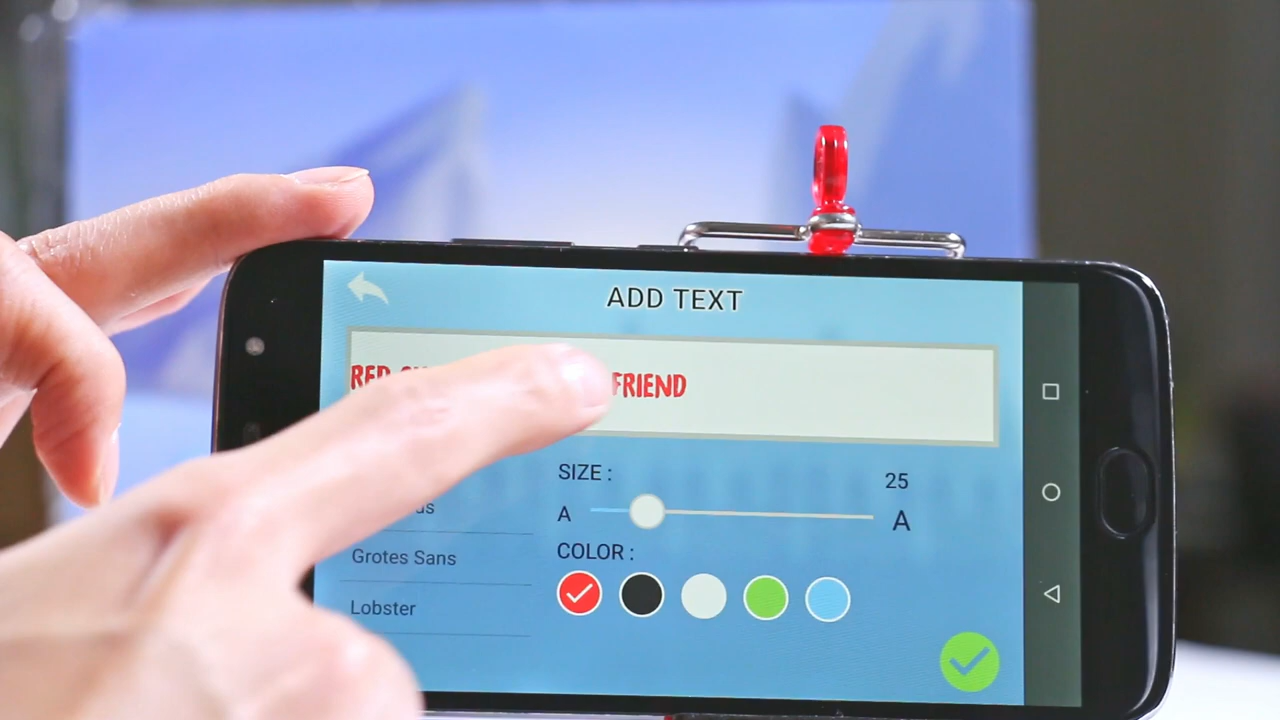 ADD TEXT
RED FRIEND
SIZE :
25
A
A
COLOR :
Grotes Sans
Lobster